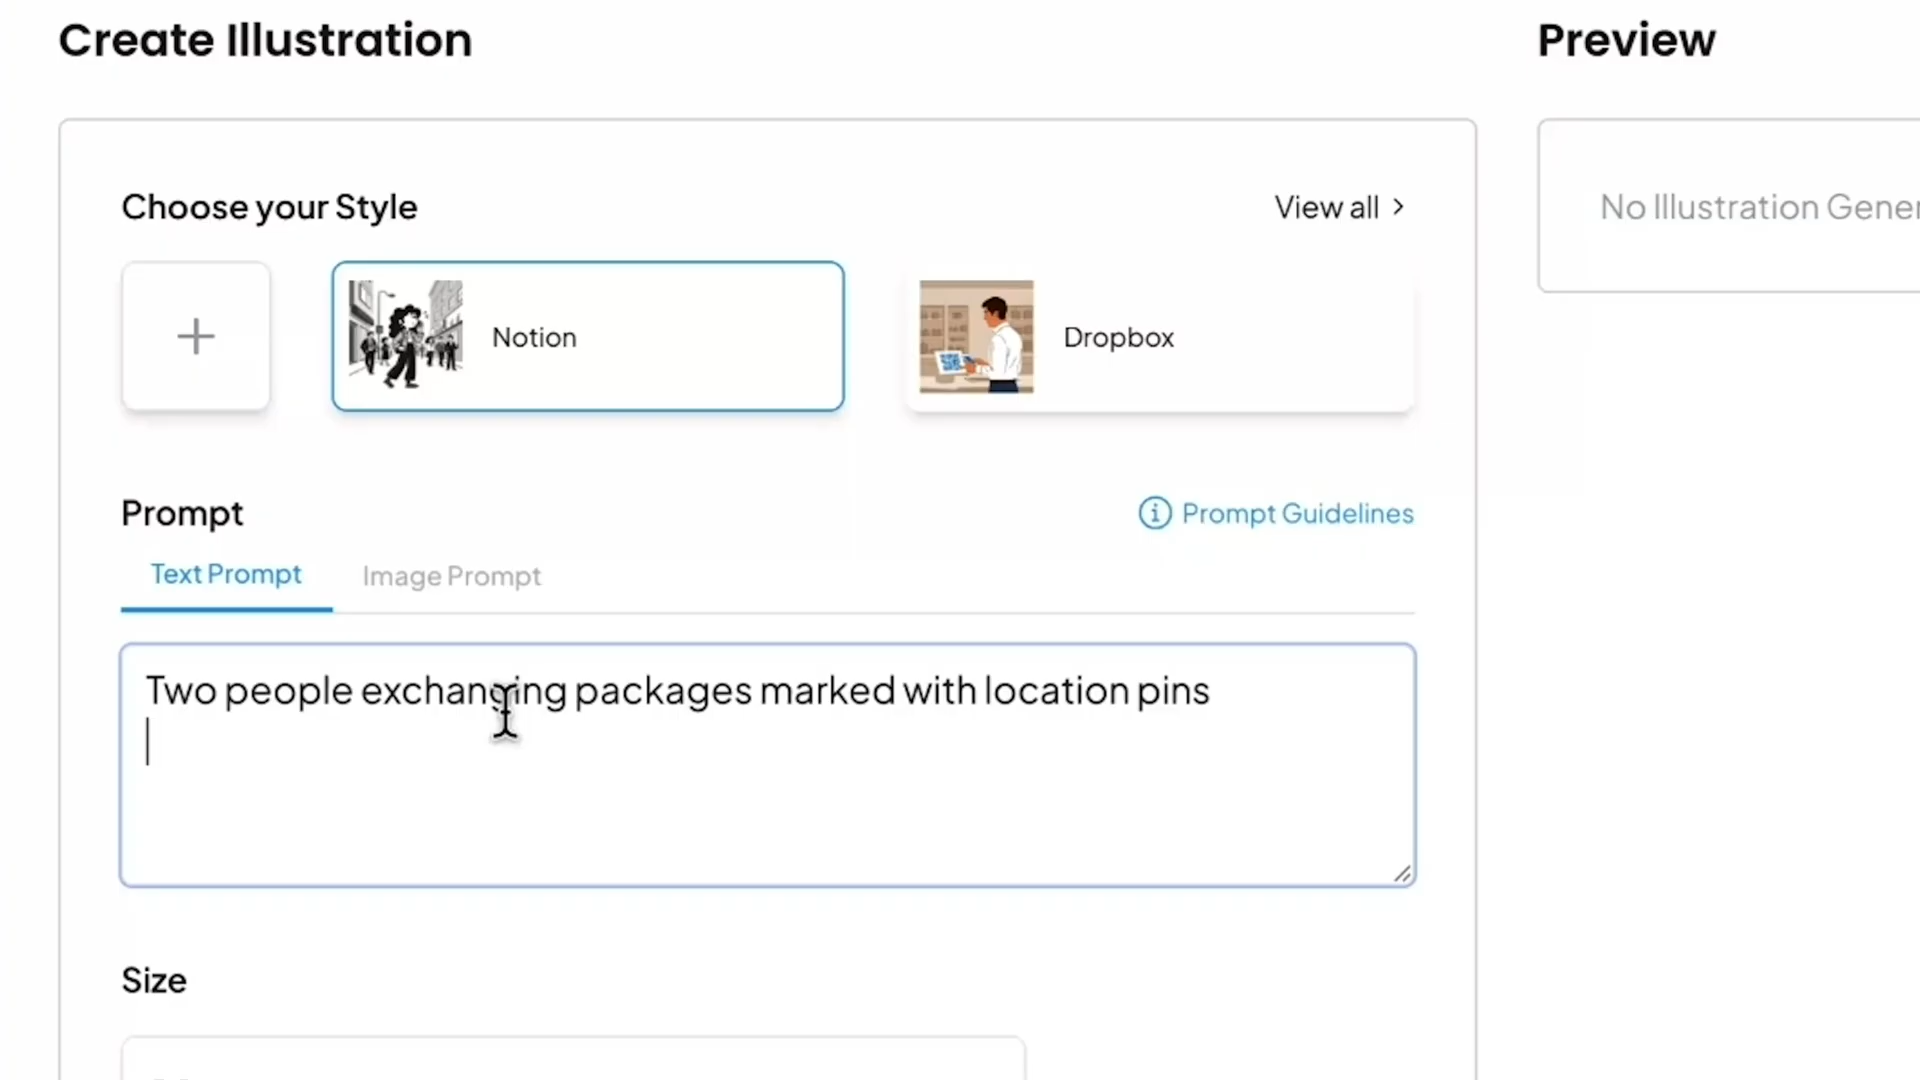 Create Illustration
Preview
Choose your Style
View all
No Illustration Gener
Notion
Dropbox
Prompt
Prompt Guidelines
Text Prompt
Image Prompt
Two people exchanging packages marked with location pins
Size